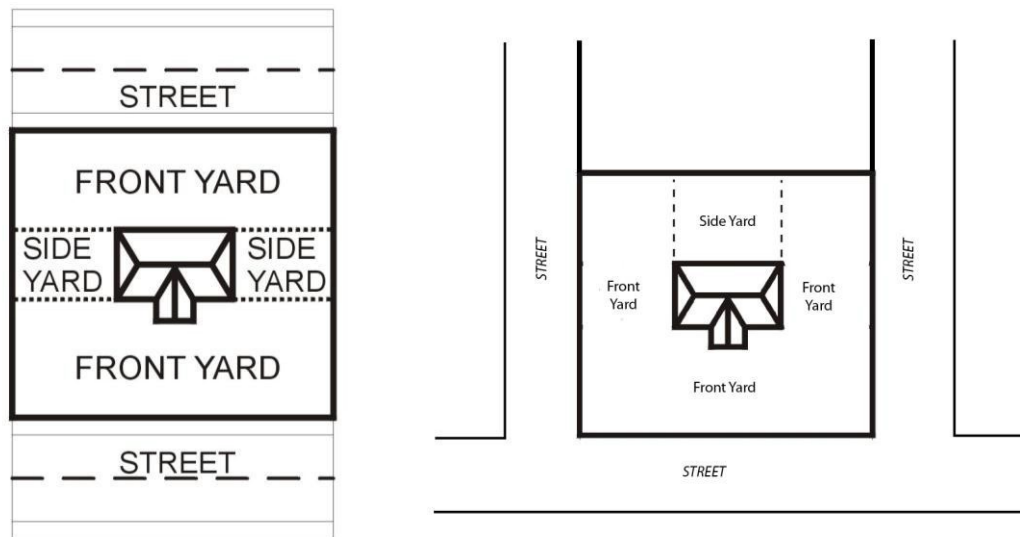 STREET
FRONT YARD
SIDE
YARD
SIDE
YARD
FRONT YARD
STREET
Side Yard
STREET
STREET
Front
Yard
Front
Yard
Front Yard
STREET